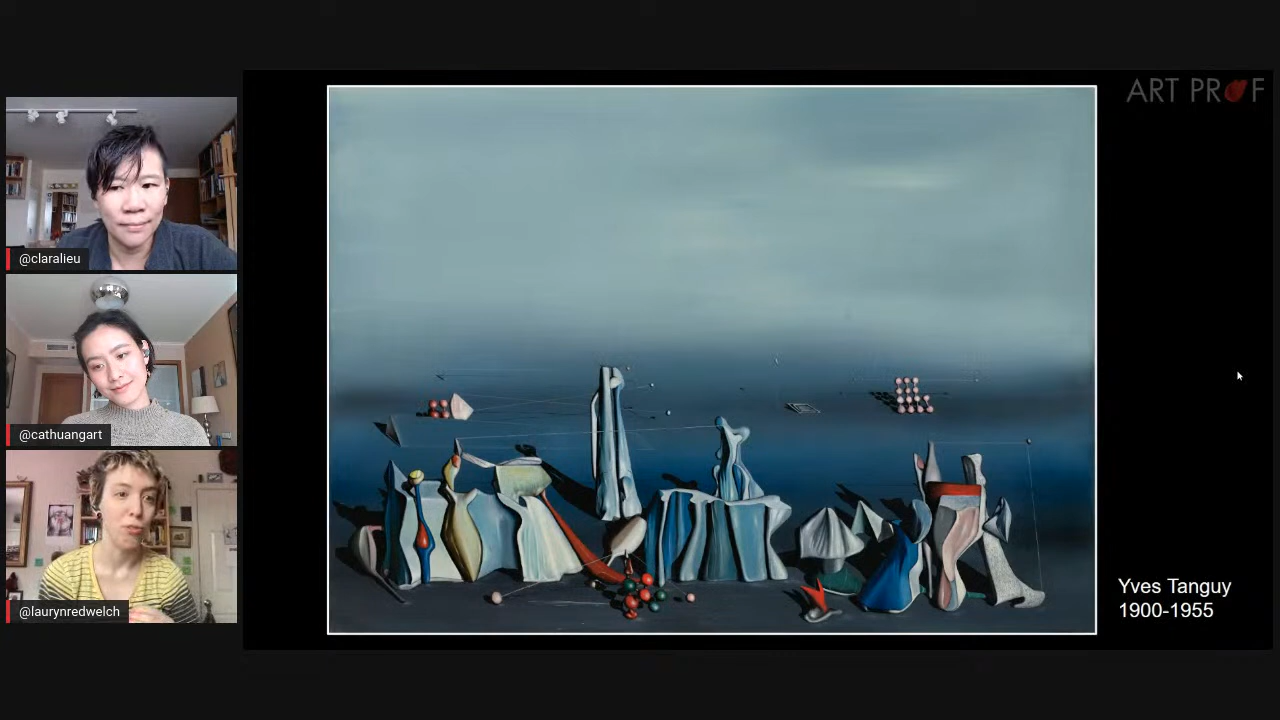 ART PROF
@claralieu
@cathuangart
@laurynredwelch
Yves Tanguy
1900-1955